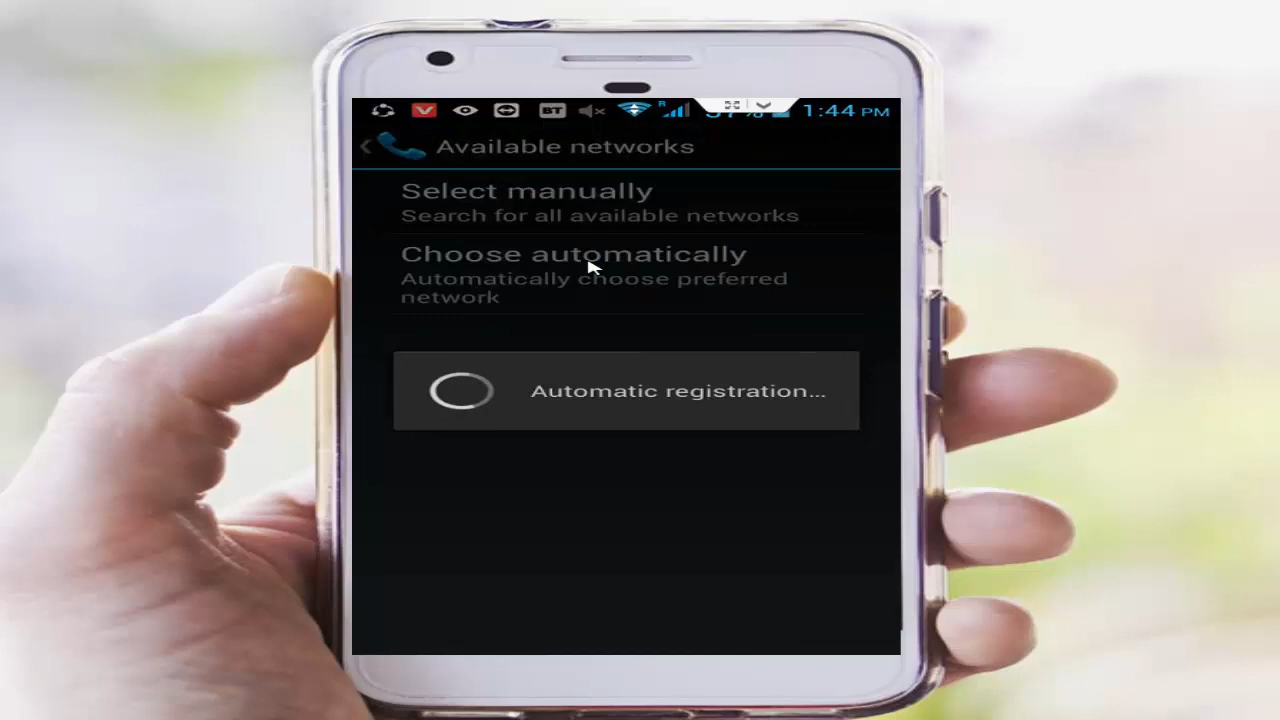 BT R 1:44 PM
Available networks
Select manually
Search for all available networks
Choose automatically
Automatically choose preferred
network
Automatic registration...